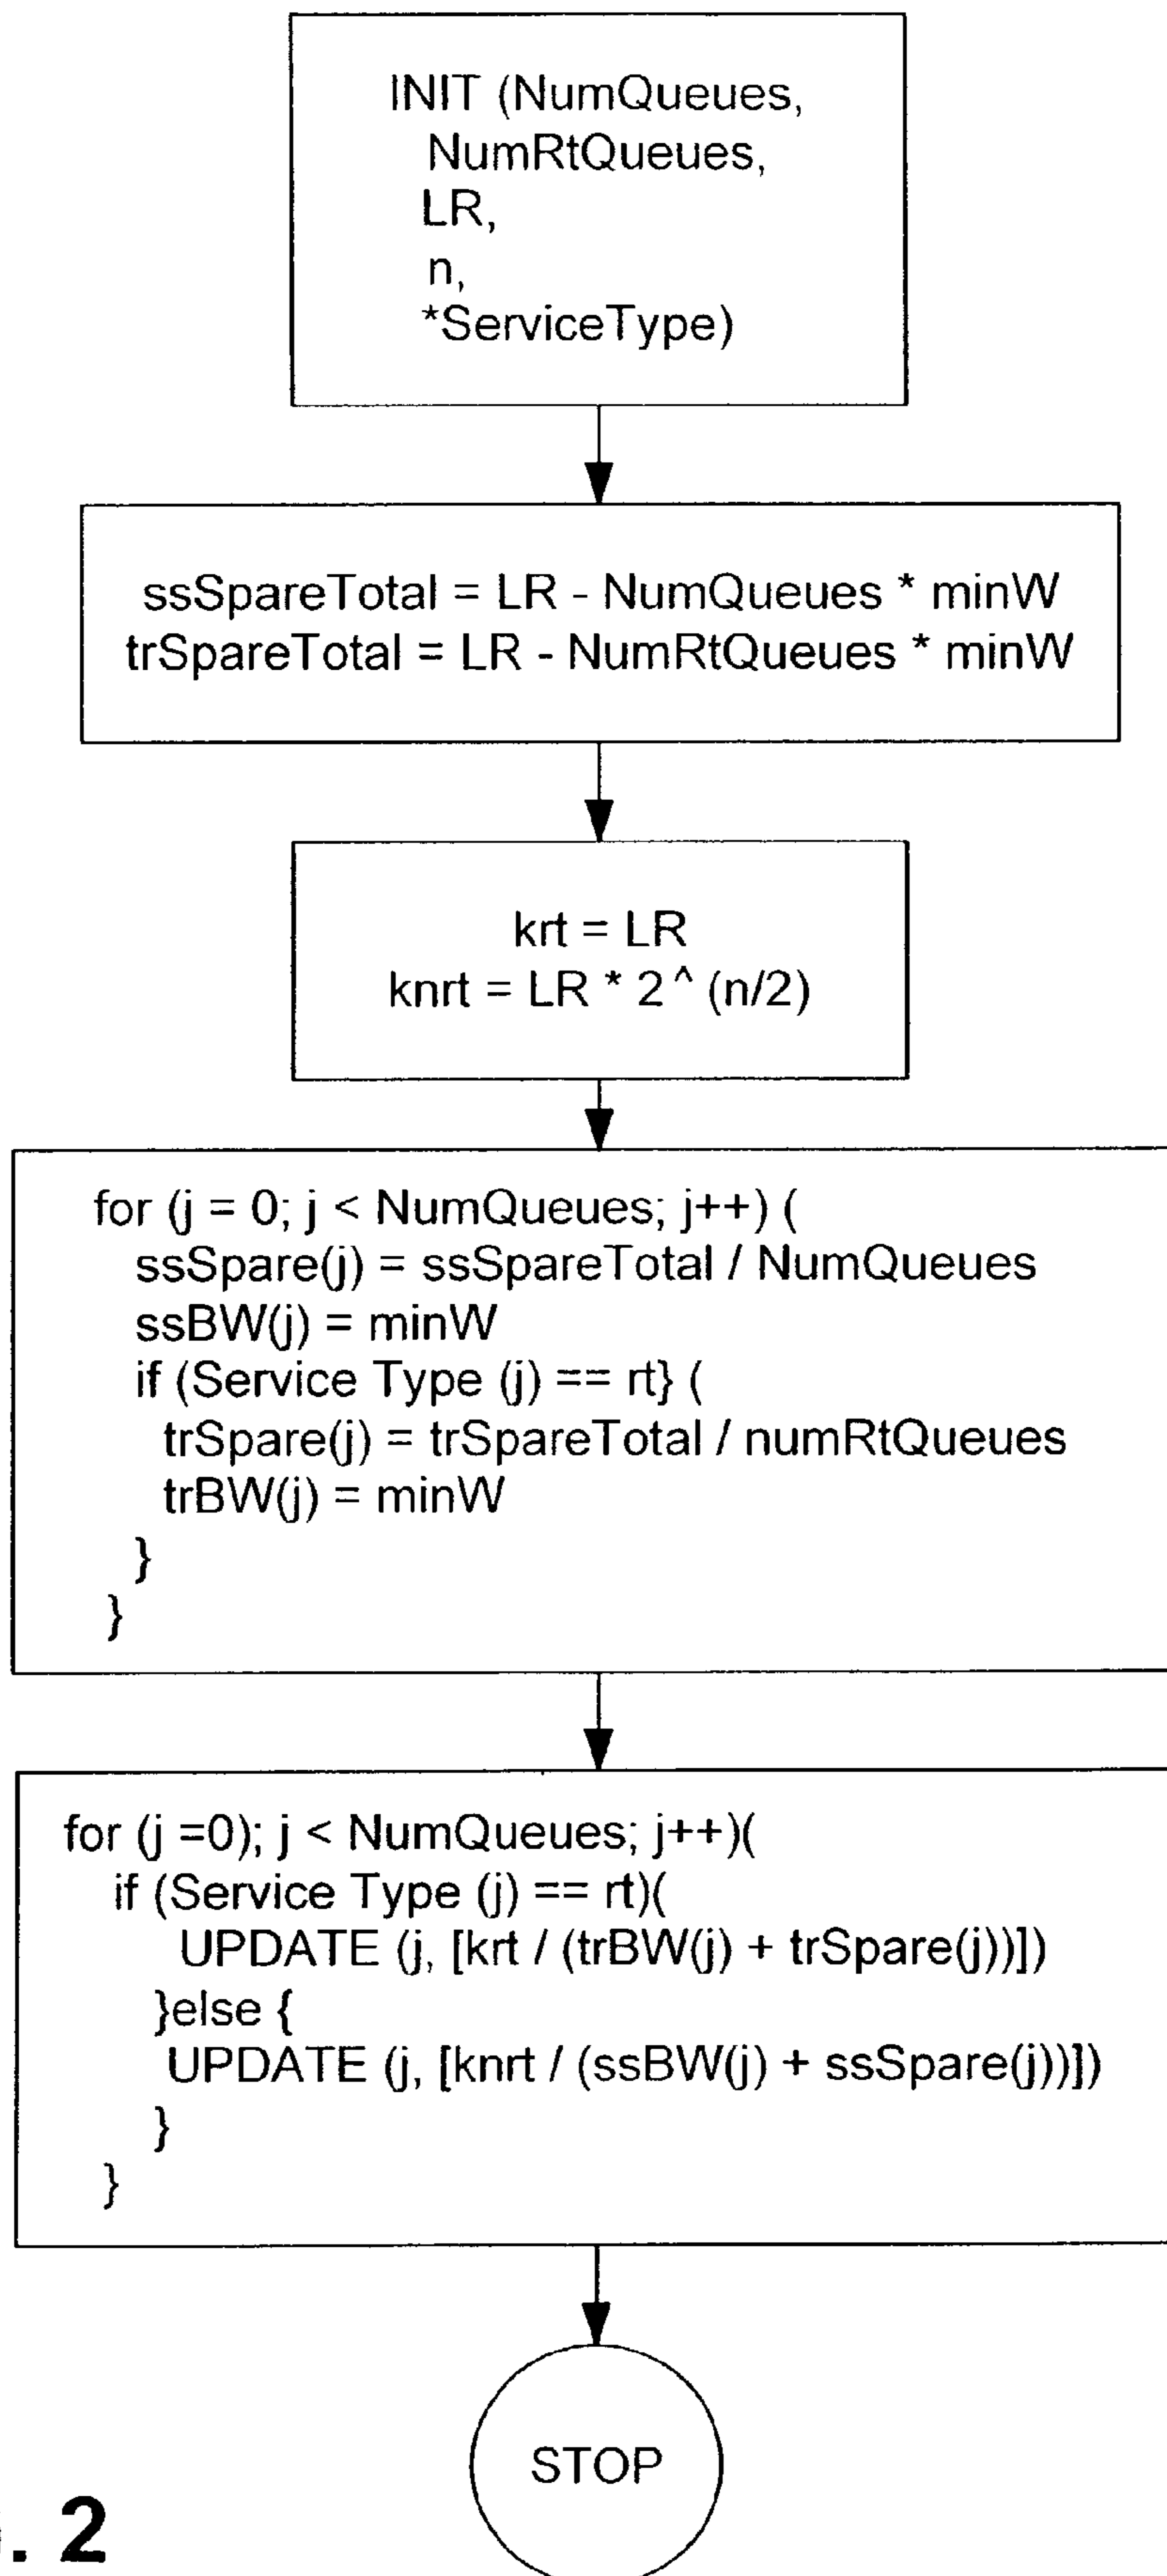 INIT (NumQueues,
NumRtQueues,
LR,
n,
*ServiceType)
ssSpareTotal = LR - NumQueues * minW
trSpareTotal = LR - NumRtQueues * minW
krt = LR
knrt = LR * 2 ^ (n/2)
for (j = 0; j < NumQueues; j++) (
ssSpare(j) = ssSpareTotal / NumQueues
ssBW(j) = minW
if (Service Type (j) == rt} (
trSpare(j) = trSpareTotal / numRtQueues
trBW(j) = minW
}
}
for (j =0); j < NumQueues; j++)(
if (Service Type (j) == rt)(
UPDATE (j, [krt / (trBW(j) + trSpare(j))])
}else {
UPDATE (j, [knrt / (ssBW(j) + ssSpare(j))])
}
}
STOP
. 2